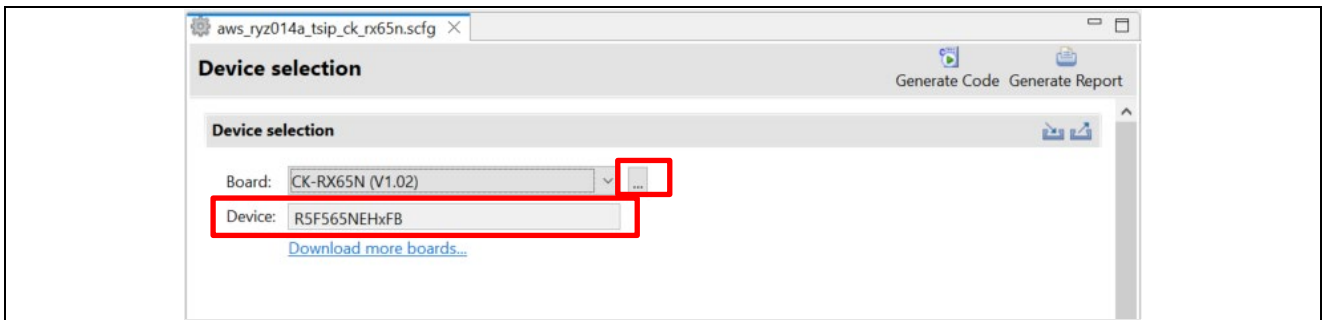 aws_ryz014a_tsip_ck_rx65n.scfg
Device selection
Generate Code Generate Report
Device selection
Board: CK-RX65N (V1.02) ...
Device: R5F565NEHxFB
Download more boards...